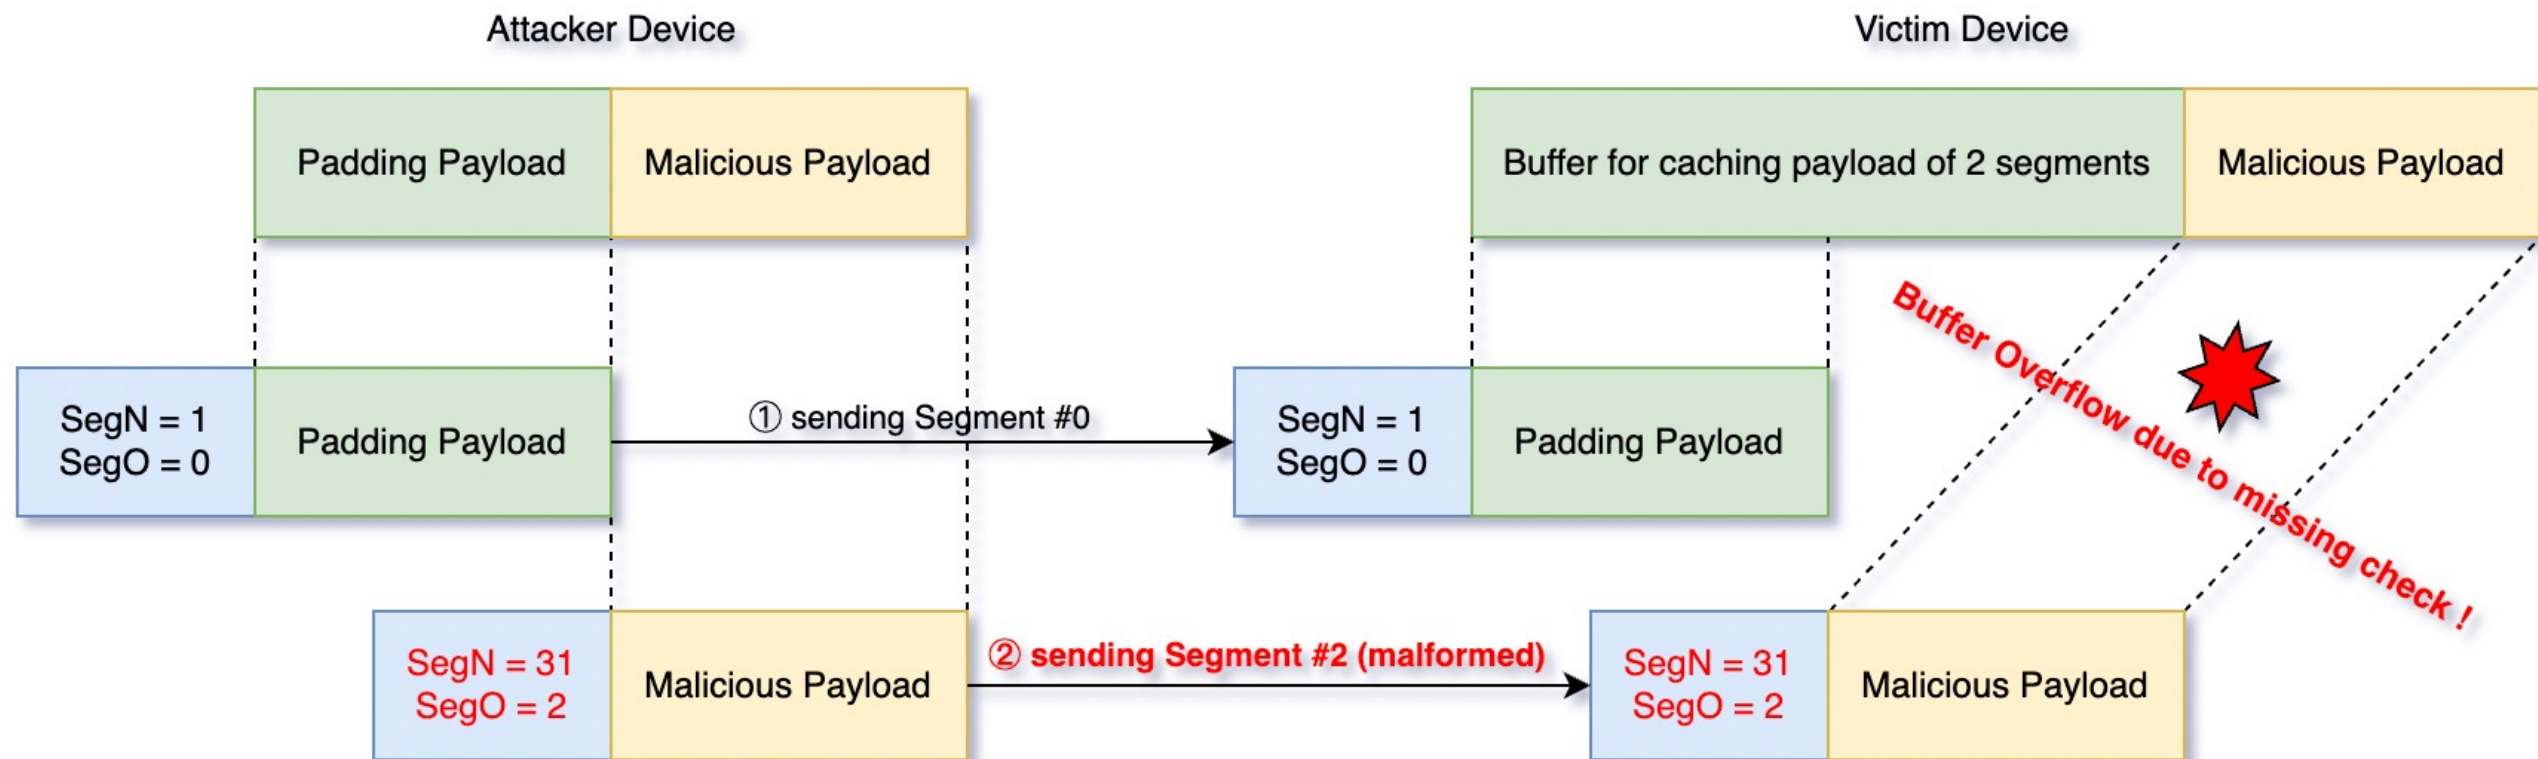 Attacker Device
Victim Device
Padding Payload
Malicious Payload
Buffer for caching payload of 2 segments
Malicious Payload
SegN = 1
SegO = 0
Padding Payload
① sending Segment #0
SegN = 1
SegO = 0
Padding Payload
Buffer Overflow due to missing check !
SegN = 31
SegO = 2
Malicious Payload
② sending Segment #2 (malformed)
SegN = 31
SegO = 2
Malicious Payload